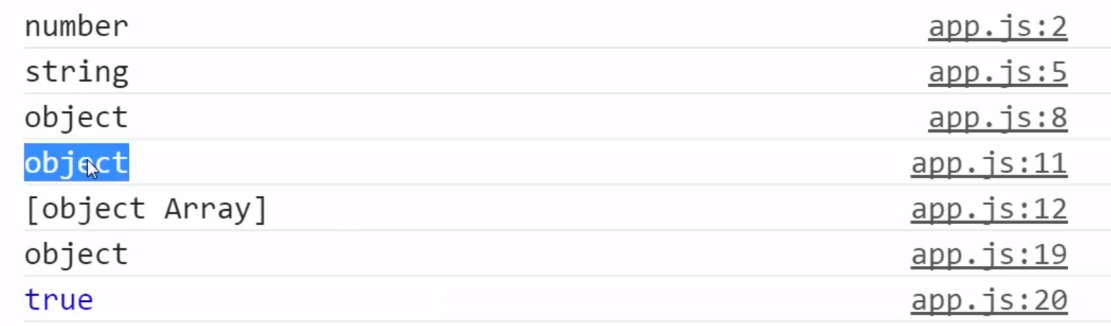 number app.js:2
string app.js:5
object app.js:8
object app.js:11
[object Array] app.js:12
object app.js:19
true app.js:20